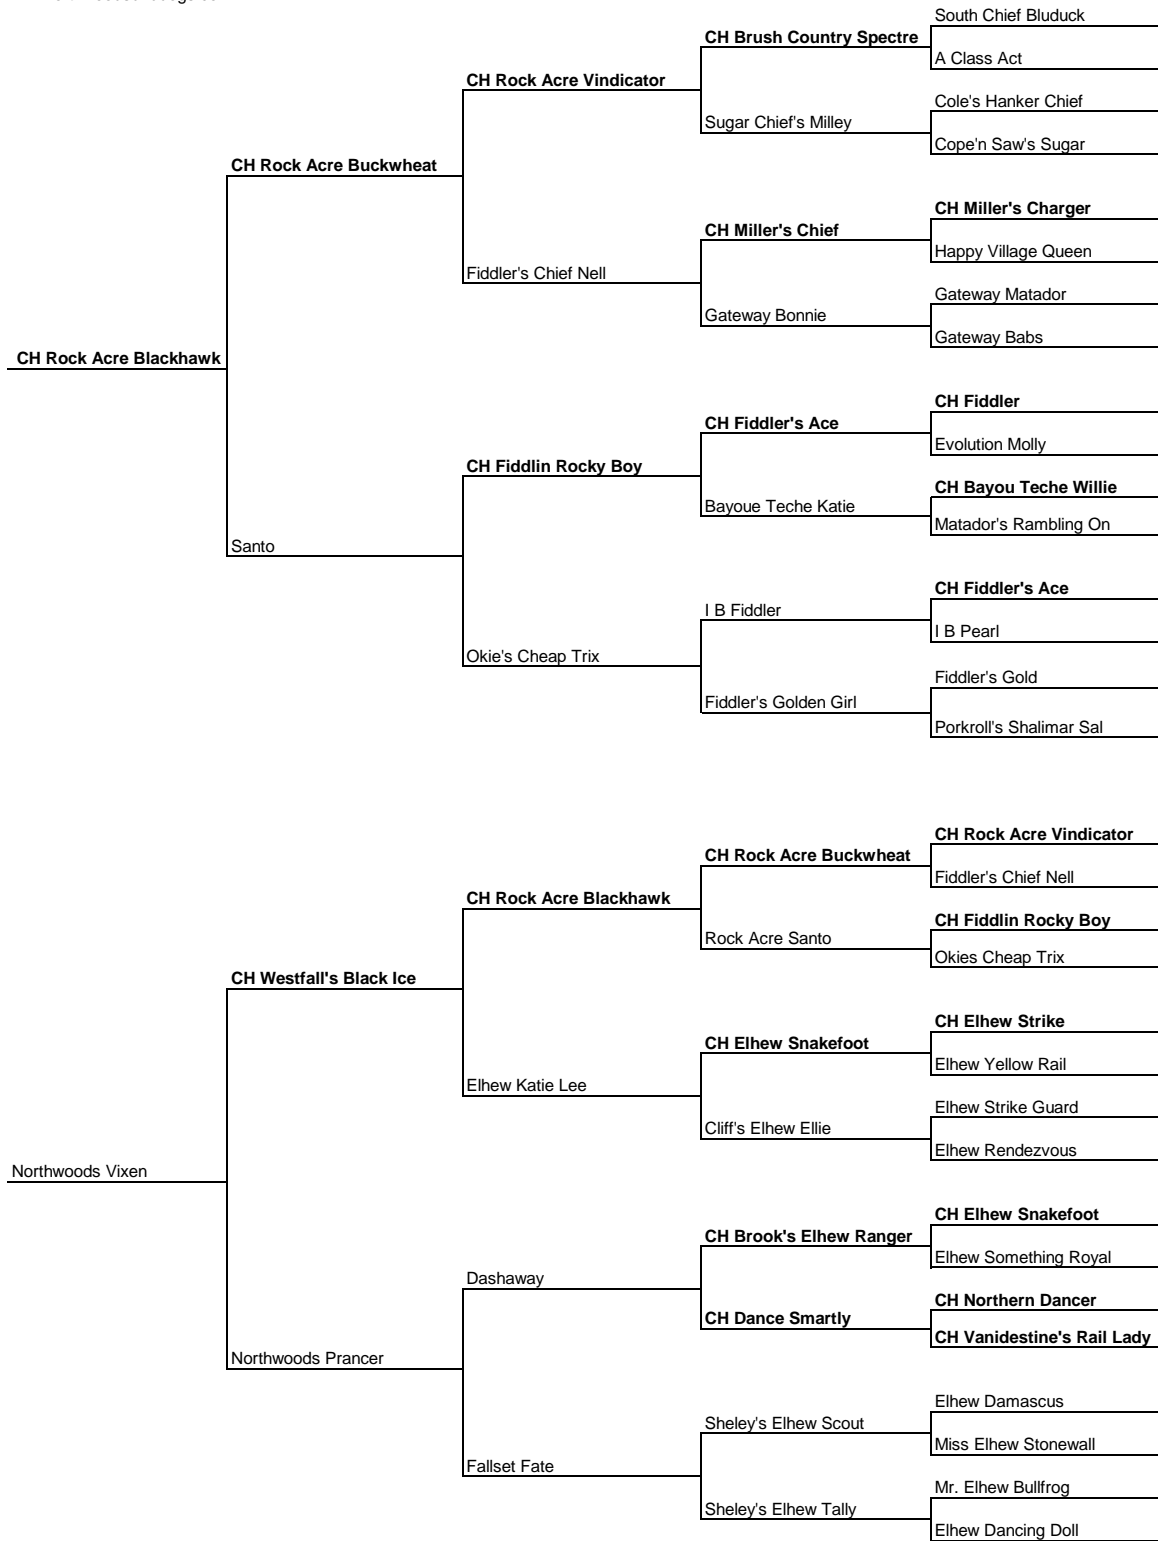 South Chief Bluduck
CH Brush Country Spectre
A Class Act
CH Rock Acre Vindicator
Cole's Hanker Chief
Sugar Chief's Milley
Cope'n Saw's Sugar
CH Rock Acre Buckwheat
CH Miller's Charger
CH Miller's Chief
Happy Village Queen
Fiddler's Chief Nell
Gateway Matador
Gateway Bonnie
Gateway Babs
CH Rock Acre Blackhawk
CH Fiddler
CH Fiddler's Ace
Evolution Molly
CH Fiddlin Rocky Boy
CH Bayou Teche Willie
Bayoue Teche Katie
Matador's Rambling On
Santo
CH Fiddler's Ace
I B Fiddler
I B Pearl
Okie's Cheap Trix
Fiddler's Gold
Fiddler's Golden Girl
Porkroll's Shalimar Sal
CH Rock Acre Vindicator
CH Rock Acre Buckwheat
Fiddler's Chief Nell
CH Rock Acre Blackhawk
CH Fiddlin Rocky Boy
Rock Acre Santo
Okies Cheap Trix
CH Westfall's Black Ice
CH Elhew Strike
CH Elhew Snakefoot
Elhew Yellow Rail
Elhew Katie Lee
Elhew Strike Guard
Cliff's Elhew Ellie
Elhew Rendezvous
Northwoods Vixen
CH Elhew Snakefoot
CH Brook's Elhew Ranger
Elhew Something Royal
Dashaway
CH Northern Dancer
CH Dance Smartly
CH Vanidestine's Rail Lady
Northwoods Prancer
Elhew Damascus
Sheley's Elhew Scout
Miss Elhew Stonewall
Fallset Fate
Mr. Elhew Bullfrog
Sheley's Elhew Tally
Elhew Dancing Doll